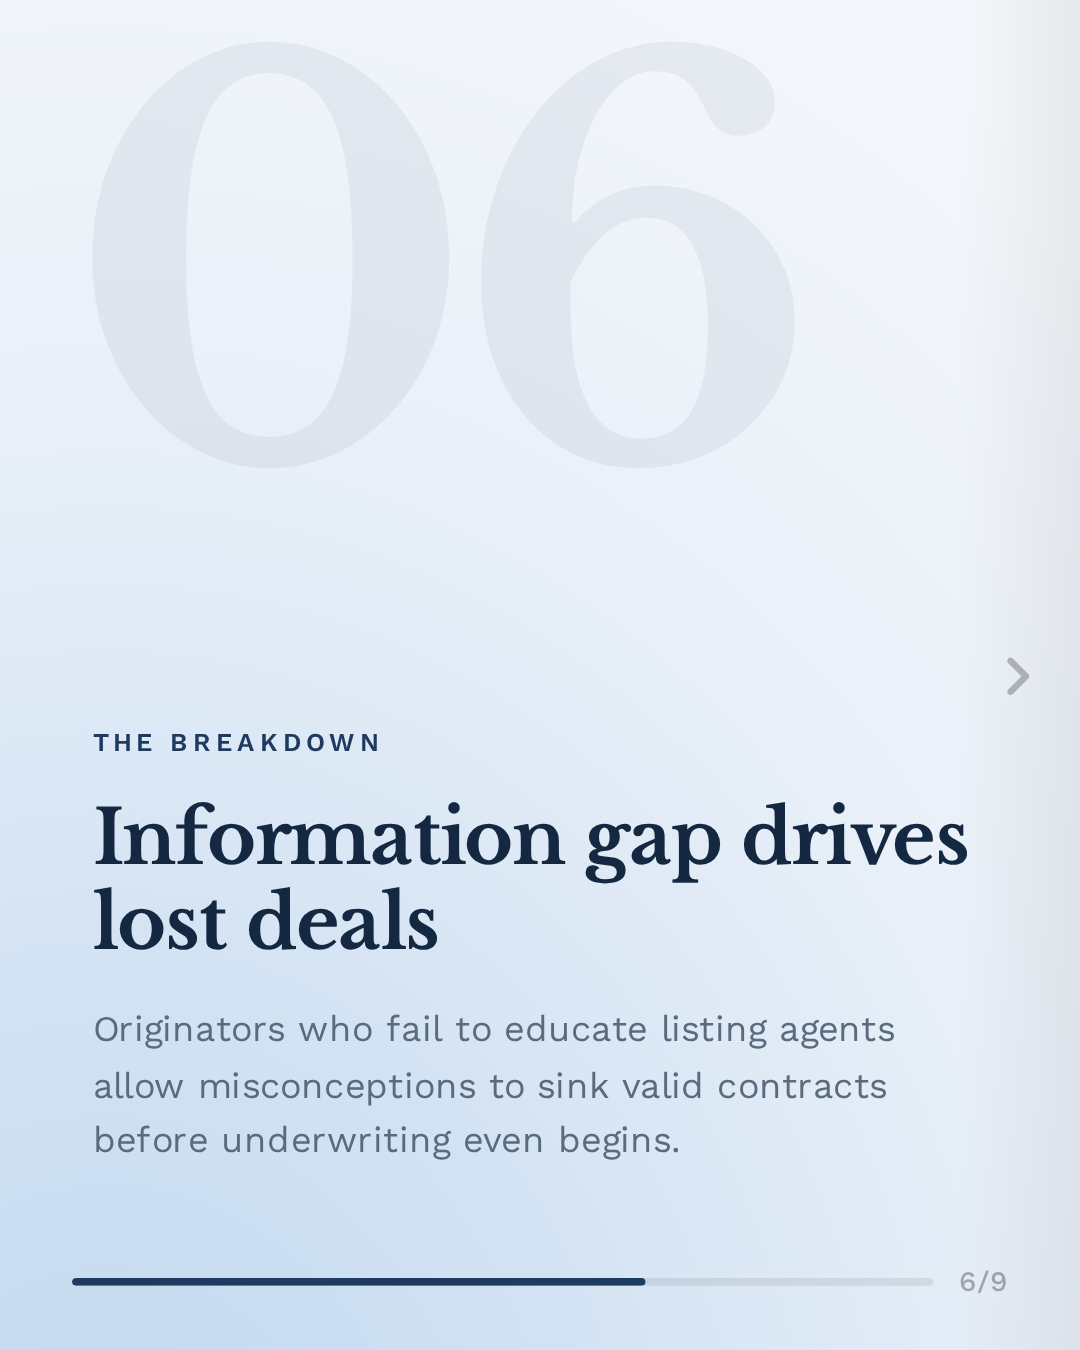 06
THE BREAKDOWN
Information gap drives
lost deals
Originators who fail to educate listing agents
allow misconceptions to sink valid contracts
before underwriting even begins.
6/9